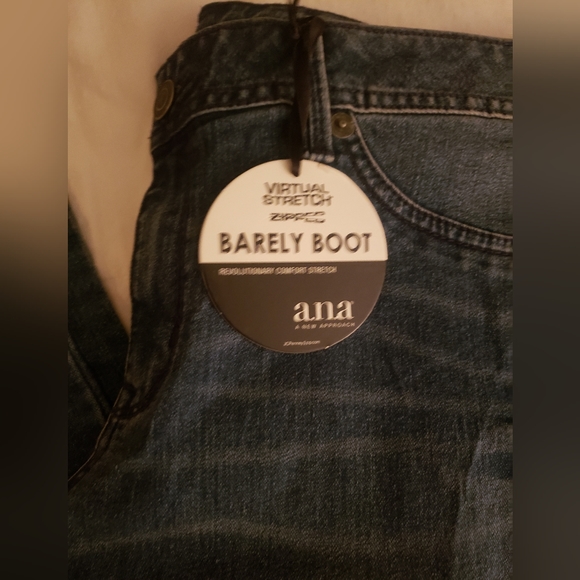 VIRTUAL
STRETCH
BARELY BOOT
REVOLUTIONARY COMFORT STRETCH
a.n.a
A NEW APPROACH